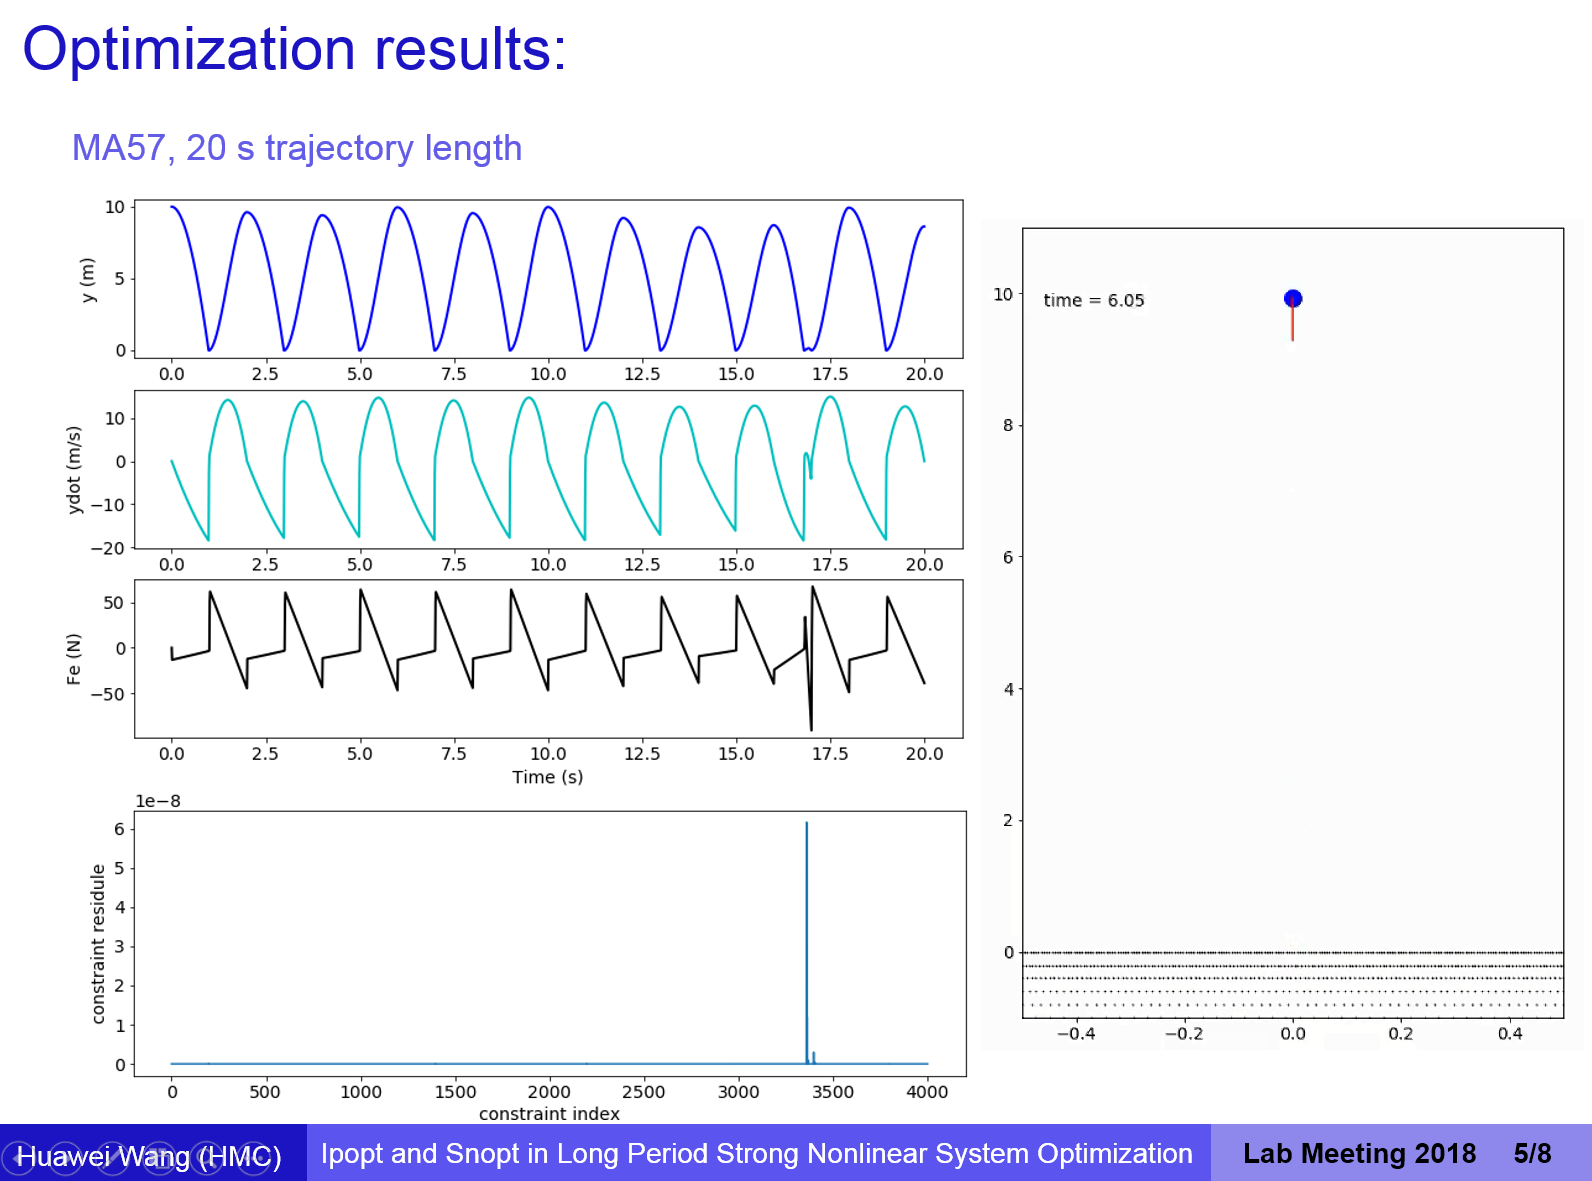 Optimization results:
MA57, 20 s trajectory length
y (m)
10
5
0
0.0 2.5 5.0 7.5 10.0 12.5 15.0 17.5 20.0
ydot (m/s)
10
0
−10
−20
0.0 2.5 5.0 7.5 10.0 12.5 15.0 17.5 20.0
Fe (N)
50
0
−50
0.0 2.5 5.0 7.5 10.0 12.5 15.0 17.5 20.0
Time (s)
1e−8
constraint residule
6
5
4
3
2
1
0
0 500 1000 1500 2000 2500 3000 3500 4000
constraint index
time = 6.05
10
8
6
4
2
0
−0.4 −0.2 0.0 0.2 0.4
Huawei Wang (HMC) Ipopt and Snopt in Long Period Strong Nonlinear System Optimization Lab Meeting 2018 5/8